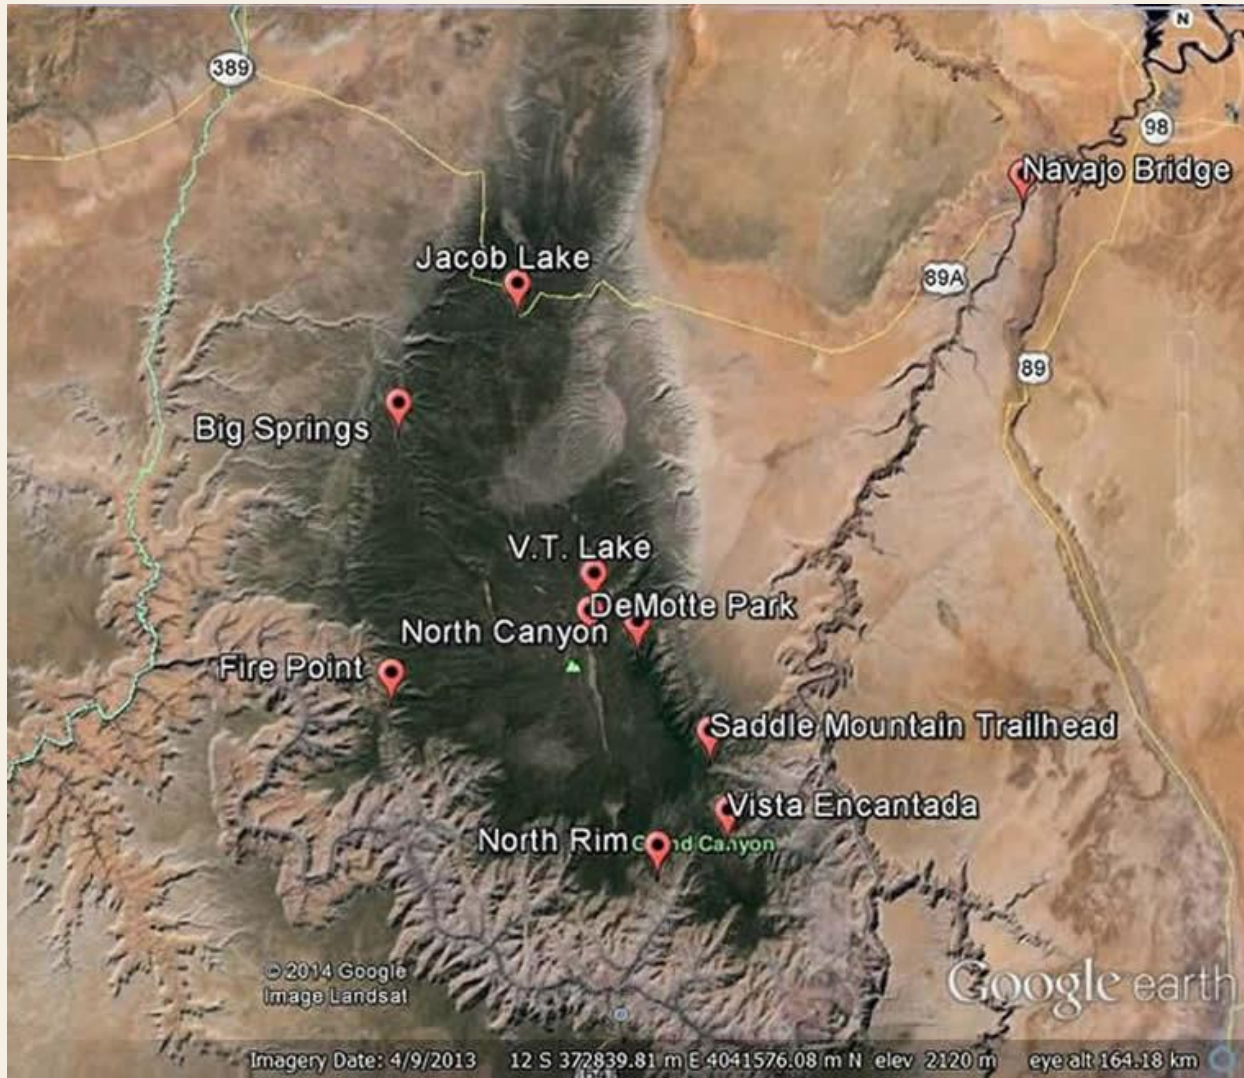 N
389
98
Navajo Bridge
Jacob Lake
89A
89
Big Springs
V.T. Lake
DeMotte Park
North Canyon
Fire Point
Saddle Mountain Trailhead
Vista Encantada
North Rim
Canyon
© 2014 Google
Image Landsat
Google earth
Imagery Date: 4/9/2013 12 S 372839.81 m E 4041576.08 m N elev 2120 m eye alt 164.18 km